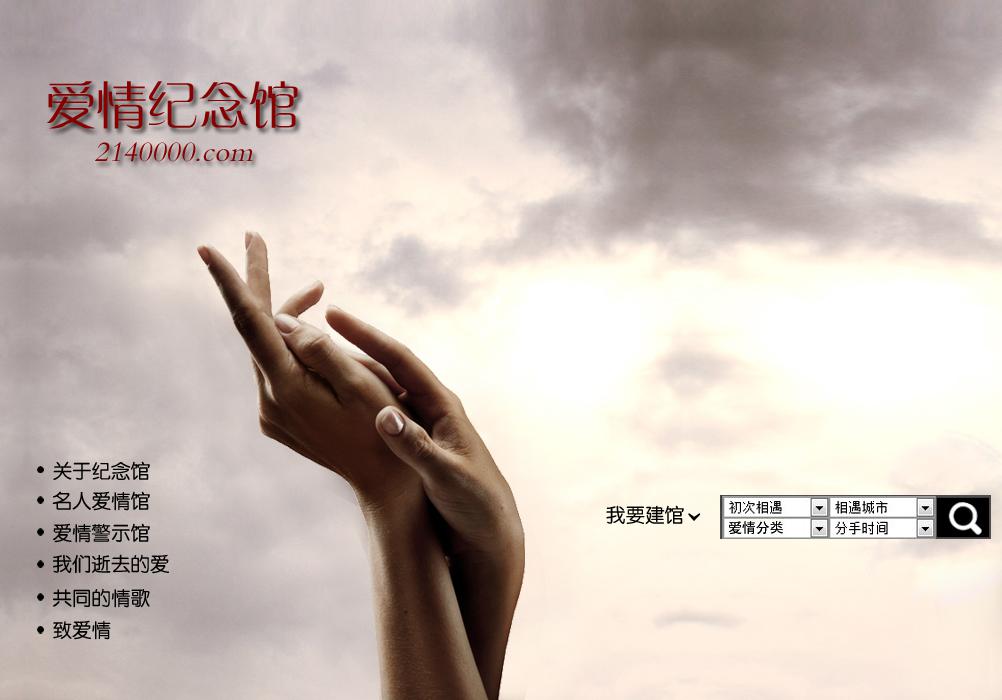 爱情纪念馆
2140000.com
关于纪念馆
名人爱情馆
爱情警示馆
我们逝去的爱
共同的情歌
致爱情
我要建馆
初次相遇 相遇城市
爱情分类 分手时间